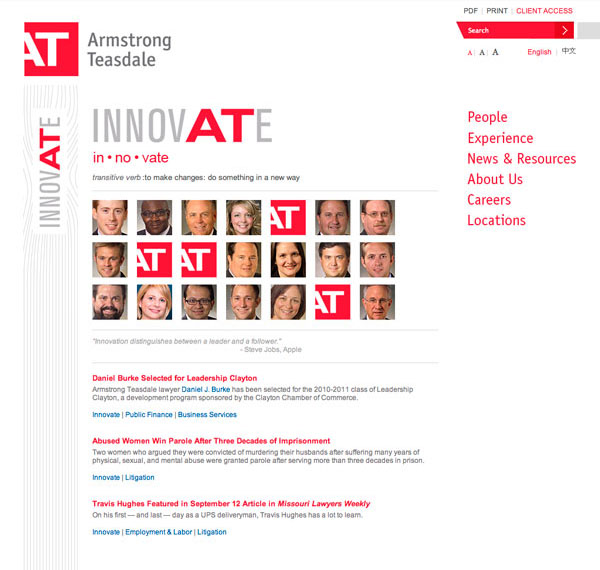 PDF | PRINT | CLIENT ACCESS
Search
A | A | A
English | 中文
AT Armstrong
Teasdale
INNOVATE
INNOVATE
in • no • vate
transitive verb :to make changes: do something in a new way
People
Experience
News & Resources
About Us
Careers
Locations
AT
AT
AT
AT
"Innovation distinguishes between a leader and a follower."
- Steve Jobs, Apple
Daniel Burke Selected for Leadership Clayton
Armstrong Teasdale lawyer Daniel J. Burke has been selected for the 2010-2011 class of Leadership
Clayton, a development program sponsored by the Clayton Chamber of Commerce.
Innovate | Public Finance | Business Services
Abused Women Win Parole After Three Decades of Imprisonment
Two women who argued they were convicted of murdering their husbands after suffering many years of
physical, sexual, and mental abuse were granted parole after serving more than three decades in prison.
Innovate | Litigation
Travis Hughes Featured in September 12 Article in Missouri Lawyers Weekly
On his first — and last — day as a UPS deliveryman, Travis Hughes has a lot to learn.
Innovate | Employment & Labor | Litigation